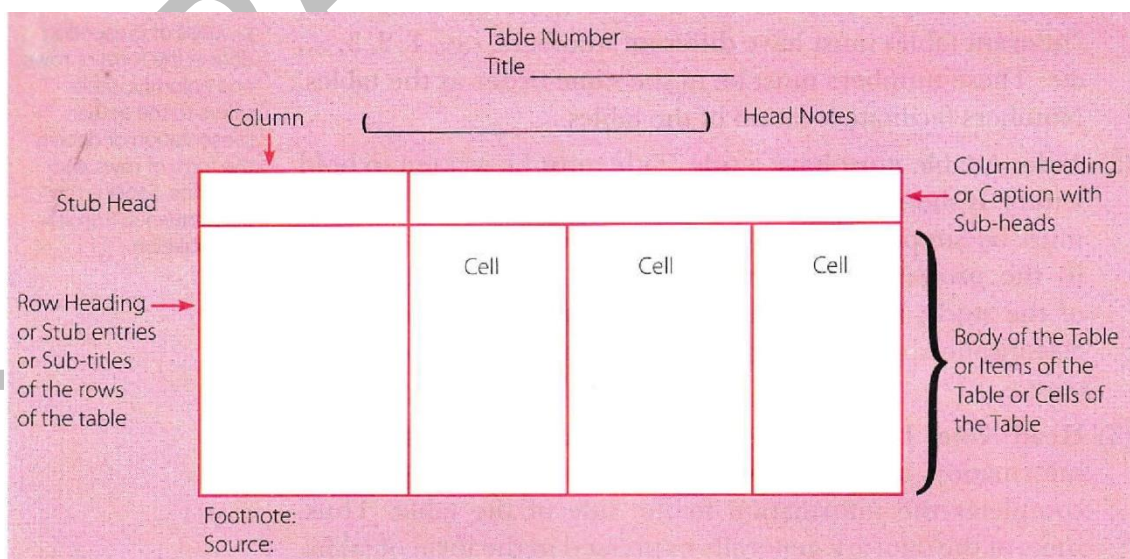 Table Number
Title
Column
Head Notes
Stub Head
Column Heading
or Caption with
Sub-heads
Cell
Cell
Cell
Row Heading
or Stub entries
or Sub-titles
of the rows
of the table
Body of the Table
or Items of the
Table or Cells of
the Table
Footnote:
Source: